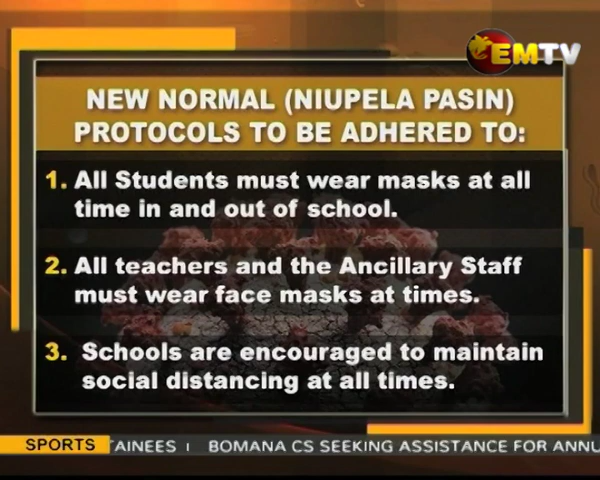 EMTV
NEW NORMAL (NIUPELA PASIN)
PROTOCOLS TO BE ADHERED TO:
1. All Students must wear masks at all
time in and out of school.
2. All teachers and the Ancillary Staff
must wear face masks at times.
3. Schools are encouraged to maintain
social distancing at all times.
SPORTS AINEES | BOMANA CS SEEKING ASSISTANCE FOR ANNU